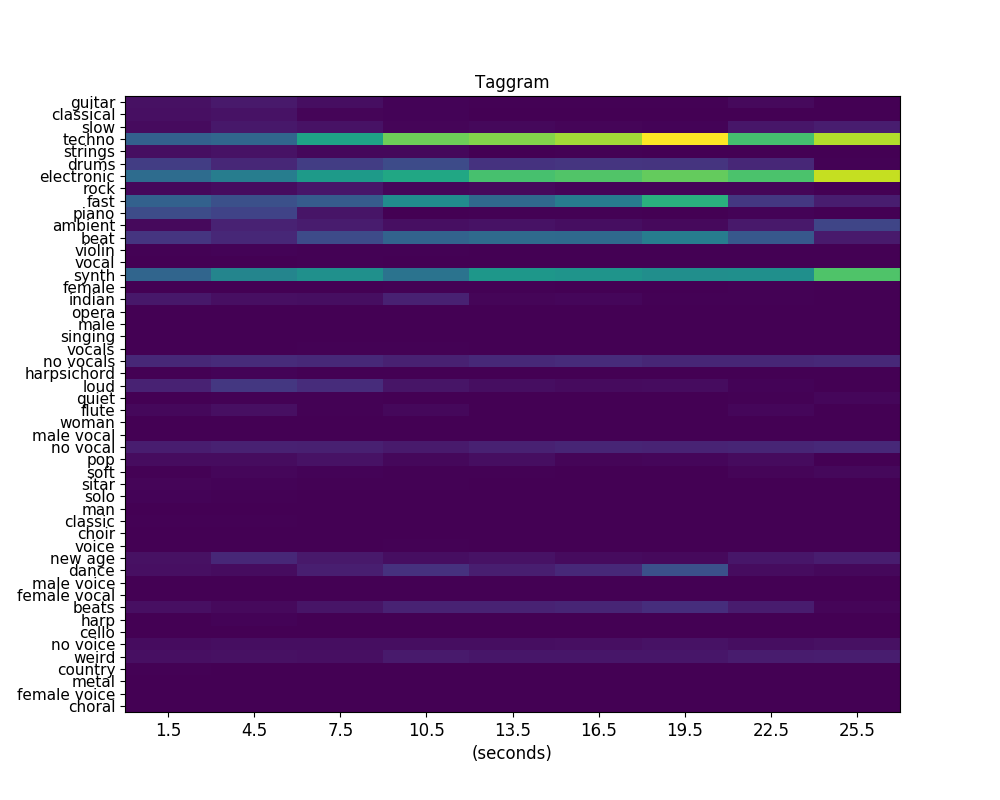 Taggram
guitar
classical
slow
techno
strings
drums
electronic
rock
fast
piano
ambient
beat
violin
vocal
synth
female
indian
opera
male
singing
vocals
no vocals
harpsichord
loud
quiet
flute
woman
male vocal
no vocal
pop
soft
sitar
solo
man
classic
choir
voice
new age
dance
male voice
female vocal
beats
harp
cello
no voice
weird
country
metal
female voice
choral
1.5 4.5 7.5 10.5 13.5 16.5 19.5 22.5 25.5
(seconds)